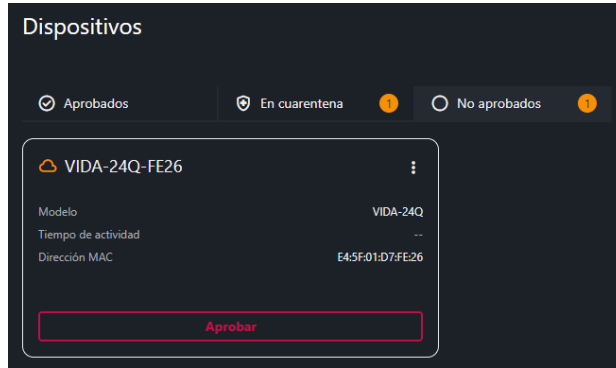 Dispositivos
Aprobados
En cuarentena 1
No aprobados 1
VIDA-24Q-FE26
Modelo VIDA-24Q
Tiempo de actividad --
Dirección MAC E4:5F:01:D7:FE:26
Aprobar